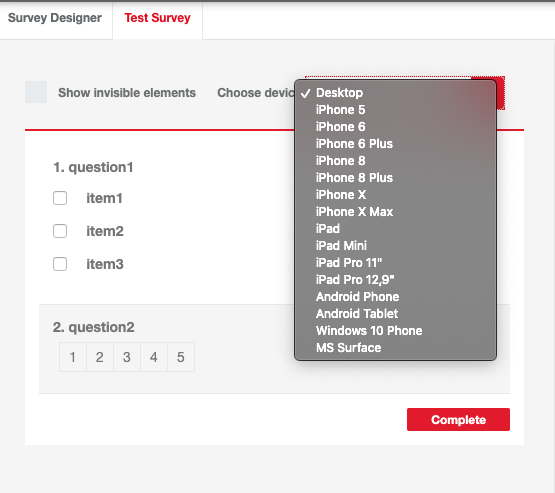 Survey Designer
Test Survey
Show invisible elements
Choose devic
✓ Desktop
iPhone 5
iPhone 6
iPhone 6 Plus
iPhone 8
iPhone 8 Plus
iPhone X
iPhone X Max
iPad
iPad Mini
iPad Pro 11"
iPad Pro 12,9"
Android Phone
Android Tablet
Windows 10 Phone
MS Surface
1. question1
item1
item2
item3
2. question2
1 2 3 4 5
Complete